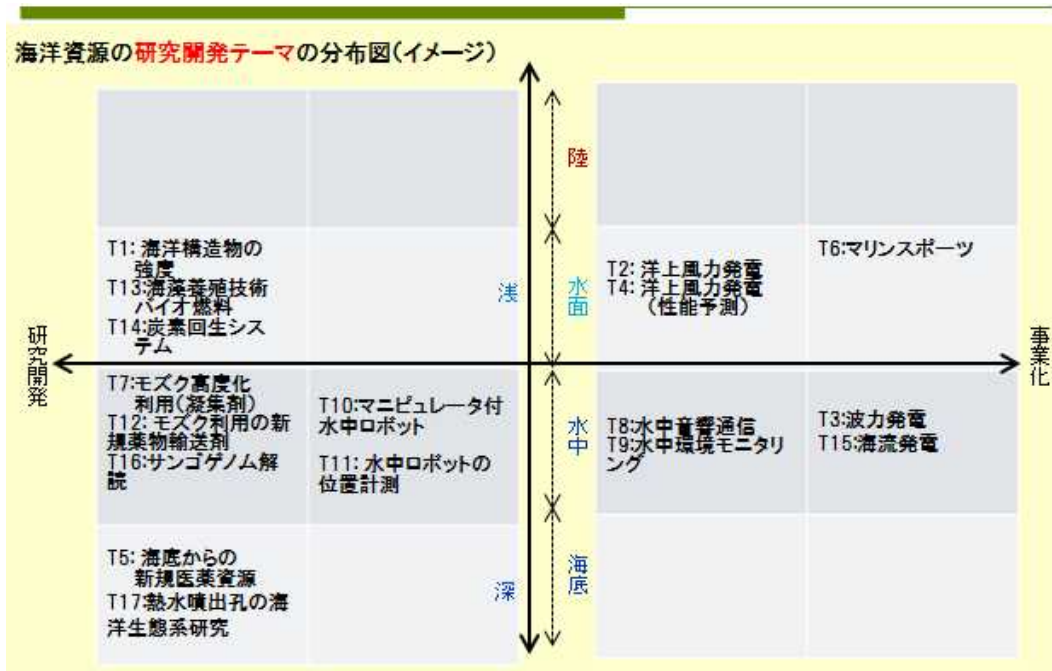 海洋資源の研究開発テーマの分布図(イメージ)
陸
T1: 海洋構造物の
強度
T13:海藻養殖技術
バイオ燃料
T14:炭素回生シス
テム
浅
水面
T2: 洋上風力発電
T4: 洋上風力発電
(性能予測)
T6:マリンスポーツ
研究開発
事業化
T7:モズク高度化
利用(凝集剤)
T12: モズク利用の新
規薬物輸送剤
T16:サンゴゲノム解
読
T10:マニピュレータ付
水中ロボット
T11: 水中ロボットの
位置計測
水中
T8:水中音響通信
T9:水中環境モニタリ
ング
T3:波力発電
T15:海流発電
T5: 海底からの
新規医薬資源
T17:熱水噴出孔の海
洋生態系研究
深
海底